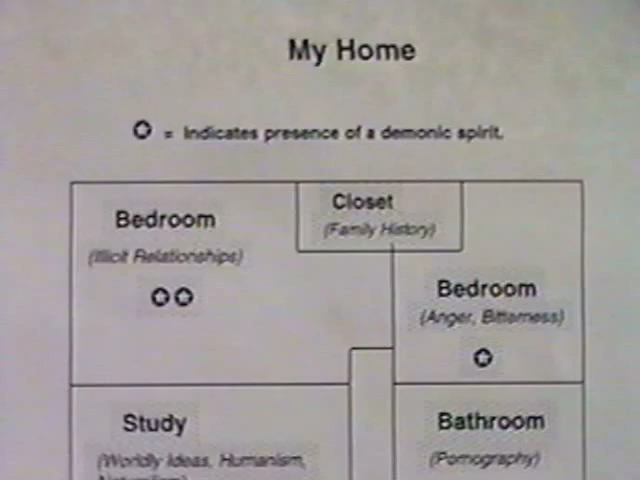 My Home
✪ = Indicates presence of a demonic spirit.
Closet
(Family History)
Bedroom
(Illicit Relationships)
✪✪
Bedroom
(Anger, Bitterness)
✪
Study
(Worldly Ideas, Humanism,
Bathroom
(Pornography)